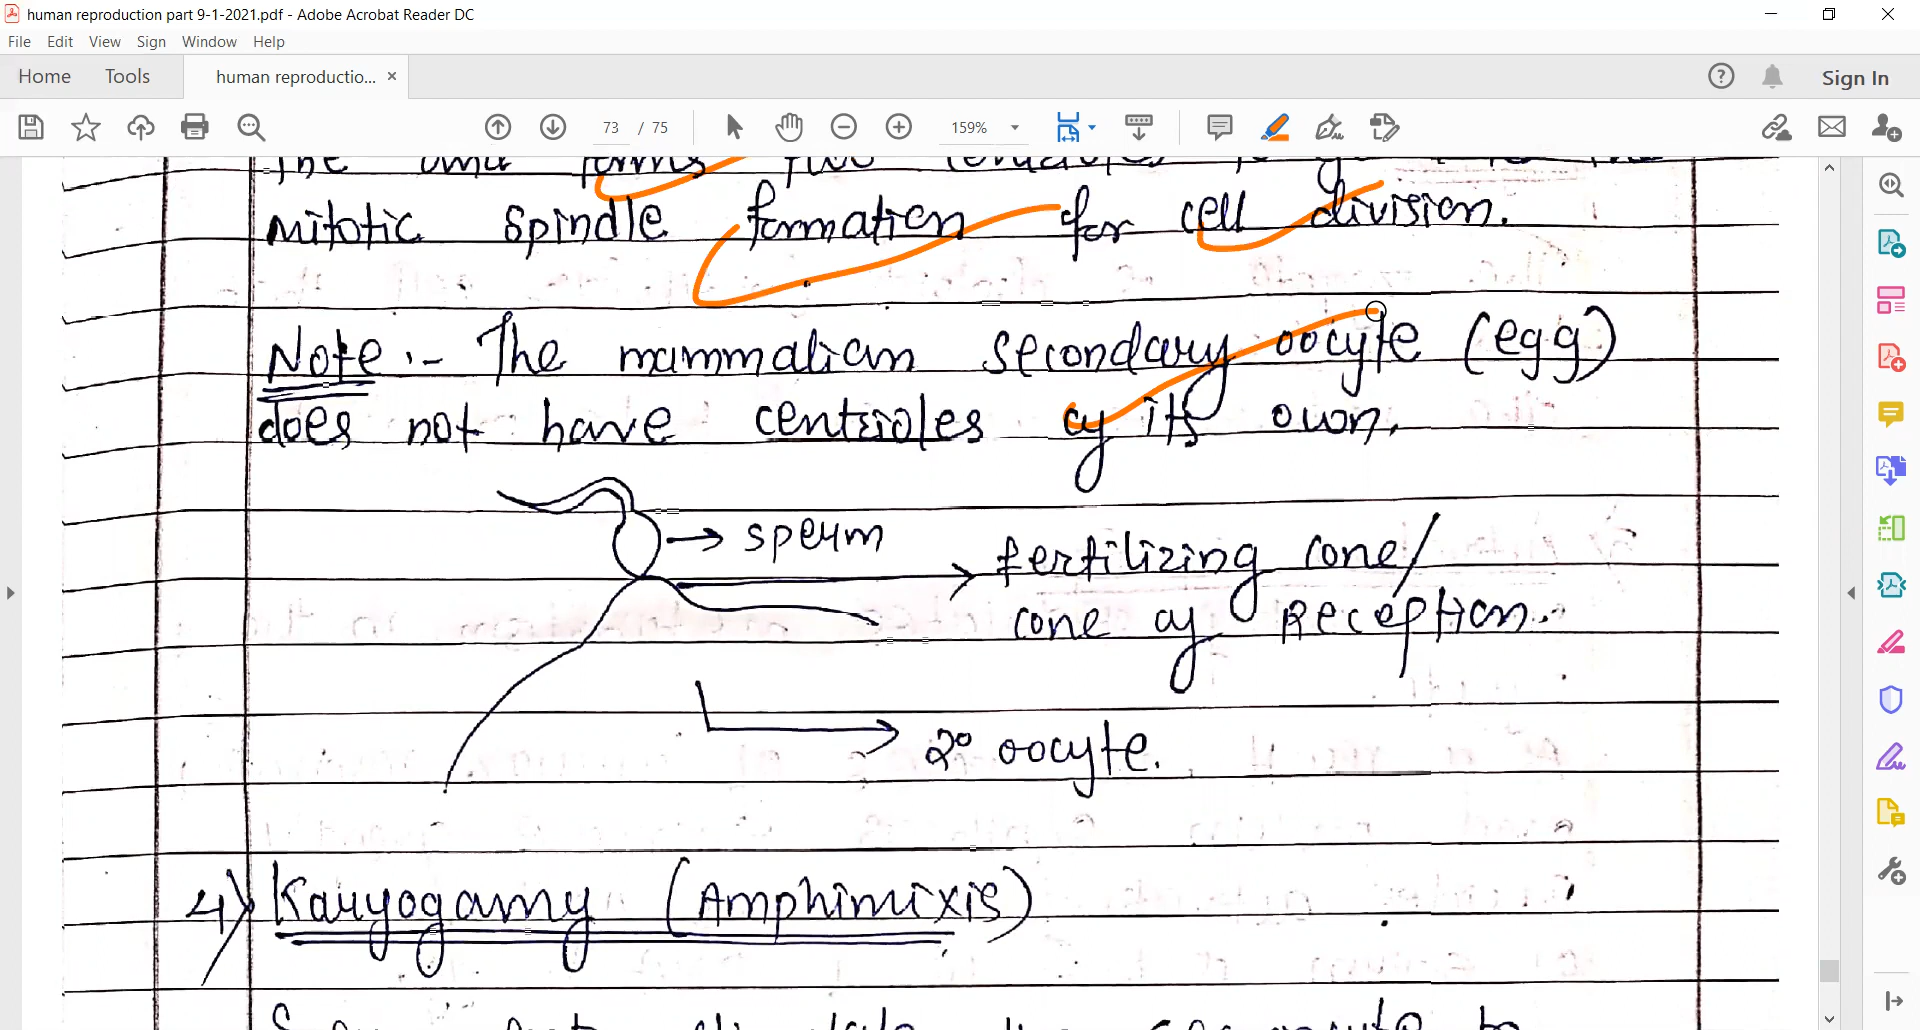 human reproduction part 9-1-2021.pdf - Adobe Acrobat Reader DC
File Edit View Sign Window Help
Home Tools human reproductio... × Sign In
73 / 75 159%
mitotic spindle formation for cell division.
Note :- The mammalian secondary oocyte (egg)
does not have centrioles of its own.
→ sperm
fertilizing cone/
cone of Reception.
2° oocyte.
4) Karyogamy (Amphimixis)